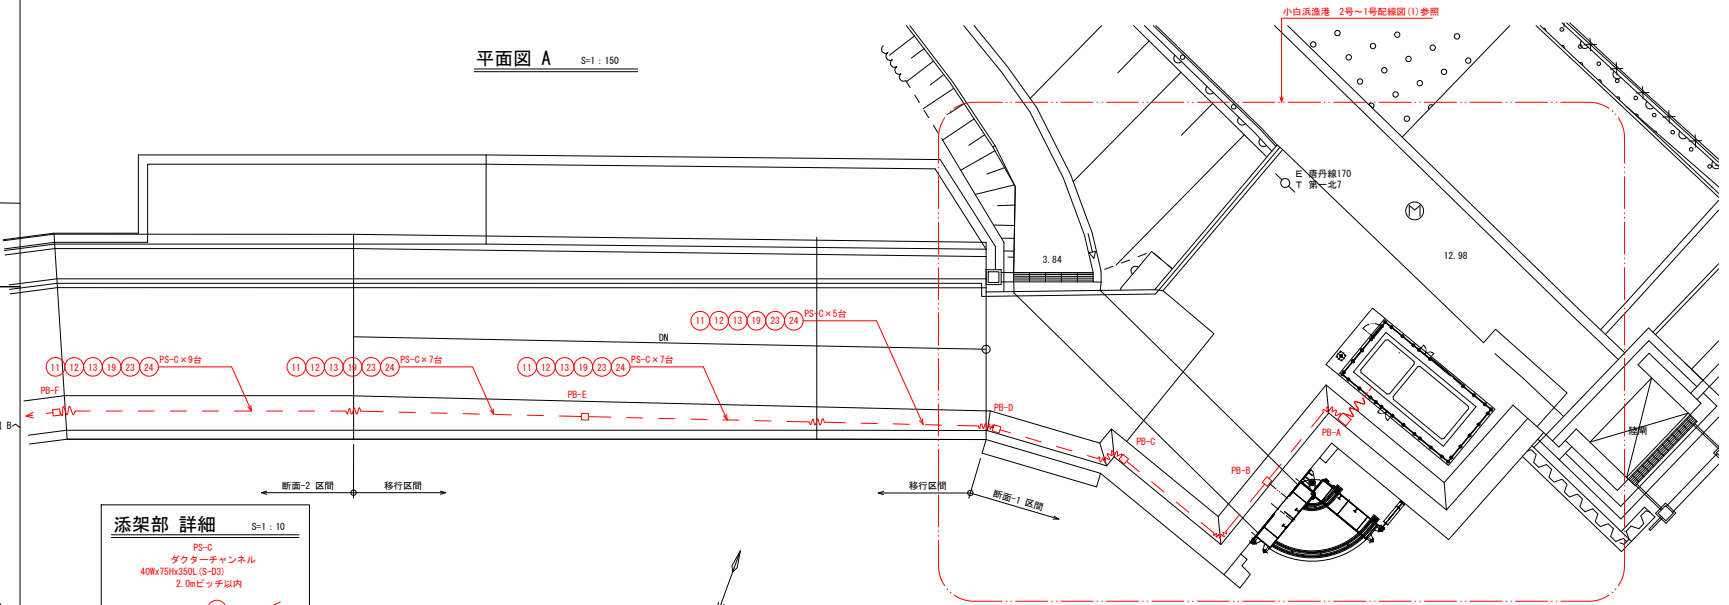 小白浜漁港 2号～1号配線図(1)参照
平面図 A S=1：150
E 唐丹線170
T 第一北7
M
3.84
12.98
11 12 13 19 23 24 PS-C×5台
DN
11 12 13 19 23 24 PS-C×9台
11 12 13 19 23 24 PS-C×7台
11 12 13 19 23 24 PS-C×7台
PB-F
PB-E
PB-D
PB-C
PB-B
PB-A
陸閘
B
断面-2 区間
移行区間
移行区間
断面-1 区間
添架部 詳細 S=1：10
PS-C
ダクターチャンネル
40Wx75Hx350L(S-D3)
2.0mピッチ以内